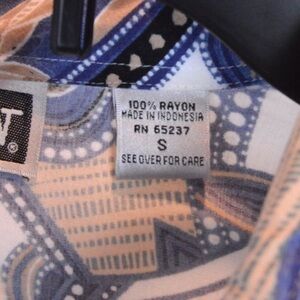 100% RAYON
MADE IN INDONESIA
RN 65237
S
SEE OVER FOR CARE